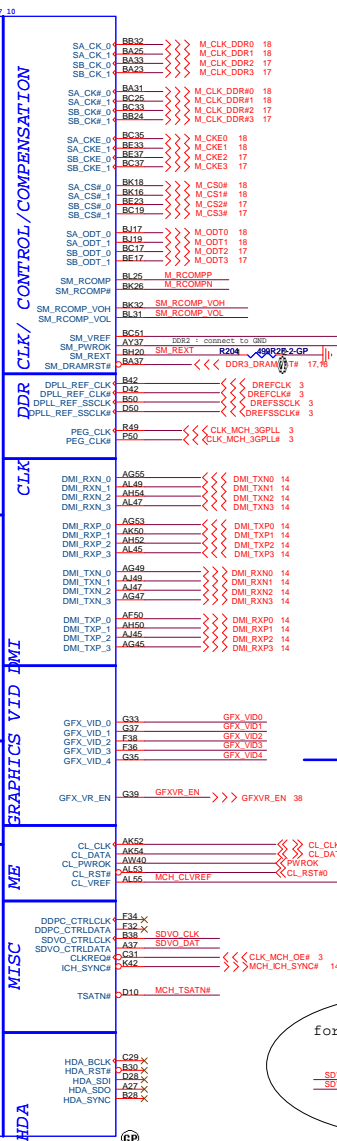 7 10
DDR CLK/ CONTROL/COMPENSATION
SA_CK_0 BB32 M_CLK_DDR0 18
SA_CK_1 BA25 M_CLK_DDR1 18
SB_CK_0 BA33 M_CLK_DDR2 17
SB_CK_1 BA23 M_CLK_DDR3 17
SA_CK#_0 BA31 M_CLK_DDR#0 18
SA_CK#_1 BC25 M_CLK_DDR#1 18
SB_CK#_0 BC33 M_CLK_DDR#2 17
SB_CK#_1 BB24 M_CLK_DDR#3 17
SA_CKE_0 BC35 M_CKE0 18
SA_CKE_1 BE33 M_CKE1 18
SB_CKE_0 BE37 M_CKE2 17
SB_CKE_1 BC37 M_CKE3 17
SA_CS#_0 BK18 M_CS0# 18
SA_CS#_1 BK16 M_CS1# 18
SB_CS#_0 BE23 M_CS2# 17
SB_CS#_1 BC19 M_CS3# 17
SA_ODT_0 BJ17 M_ODT0 18
SA_ODT_1 BJ19 M_ODT1 18
SB_ODT_0 BC17 M_ODT2 17
SB_ODT_1 BE17 M_ODT3 17
SM_RCOMP BL25 M_RCOMPP
SM_RCOMP# BK26 M_RCOMPN
SM_RCOMP_VOH BK32 SM_RCOMP_VOH
SM_RCOMP_VOL BL31 SM_RCOMP_VOL
SM_VREF BC51
SM_PWROK AY37 DDR2 : connect to GND
SM_REXT BH20 SM_REXT R204 499R2F-2-GP
SM_DRAMRST# BA37 17,18
CLK
DPLL_REF_CLK B42 DREFCLK 3
DPLL_REF_CLK# D42 DREFCLK# 3
DPLL_REF_SSCLK B50 DREFSSCLK 3
DPLL_REF_SSCLK# D50 DREFSSCLK# 3
PEG_CLK R49 CLK_MCH_3GPLL 3
PEG_CLK# P50 CLK_MCH_3GPLL# 3
DMI
DMI_RXN_0 AG55 DMI_TXN0 14
DMI_RXN_1 AL49 DMI_TXN1 14
DMI_RXN_2 AH54 DMI_TXN2 14
DMI_RXN_3 AL47 DMI_TXN3 14
DMI_RXP_0 AG53 DMI_TXP0 14
DMI_RXP_1 AK50 DMI_TXP1 14
DMI_RXP_2 AH52 DMI_TXP2 14
DMI_RXP_3 AL45 DMI_TXP3 14
DMI_TXN_0 AG49 DMI_RXN0 14
DMI_TXN_1 AJ49 DMI_RXN1 14
DMI_TXN_2 AJ47 DMI_RXN2 14
DMI_TXN_3 AG47 DMI_RXN3 14
DMI_TXP_0 AF50 DMI_RXP0 14
DMI_TXP_1 AH50 DMI_RXP1 14
DMI_TXP_2 AJ45 DMI_RXP2 14
DMI_TXP_3 AG45 DMI_RXP3 14
GRAPHICS VID
GFX_VID_0 G33 GFX_VID0
GFX_VID_1 G37 GFX_VID1
GFX_VID_2 F38 GFX_VID2
GFX_VID_3 F36 GFX_VID3
GFX_VID_4 G35 GFX_VID4
GFX_VR_EN G39 GFXVR_EN GFXVR_EN 38
ME
CL_CLK AK52 CL_CLK
CL_DATA AK54 CL_DAT
CL_PWROK AW40 PWROK
CL_RST# AL53 CL_RST#0
CL_VREF AL55 MCH_CLVREF
MISC
DDPC_CTRLCLK F34
DDPC_CTRLDATA F32
SDVO_CTRLCLK B38 SDVO_CLK
SDVO_CTRLDATA A37 SDVO_DAT
CLKREQ# C31 CLK_MCH_OE# 3
ICH_SYNC# K42 MCH_ICH_SYNC# 14
TSATN# D10 MCH_TSATN#
for
SD
SD
HDA
HDA_BCLK C29
HDA_RST# B30
HDA_SDI D28
HDA_SDO A27
HDA_SYNC B28
CP